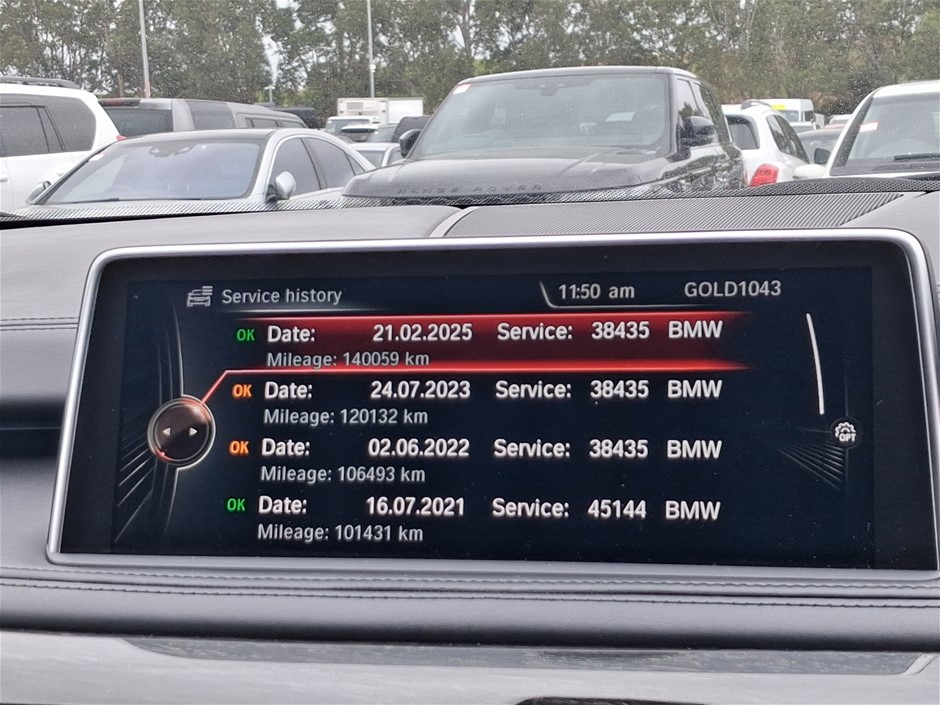 RANGE ROVER
Service history 11:50 am GOLD1043
OK Date: 21.02.2025 Service: 38435 BMW
Mileage: 140059 km
OK Date: 24.07.2023 Service: 38435 BMW
Mileage: 120132 km
OK Date: 02.06.2022 Service: 38435 BMW
Mileage: 106493 km
OPT
OK Date: 16.07.2021 Service: 45144 BMW
Mileage: 101431 km